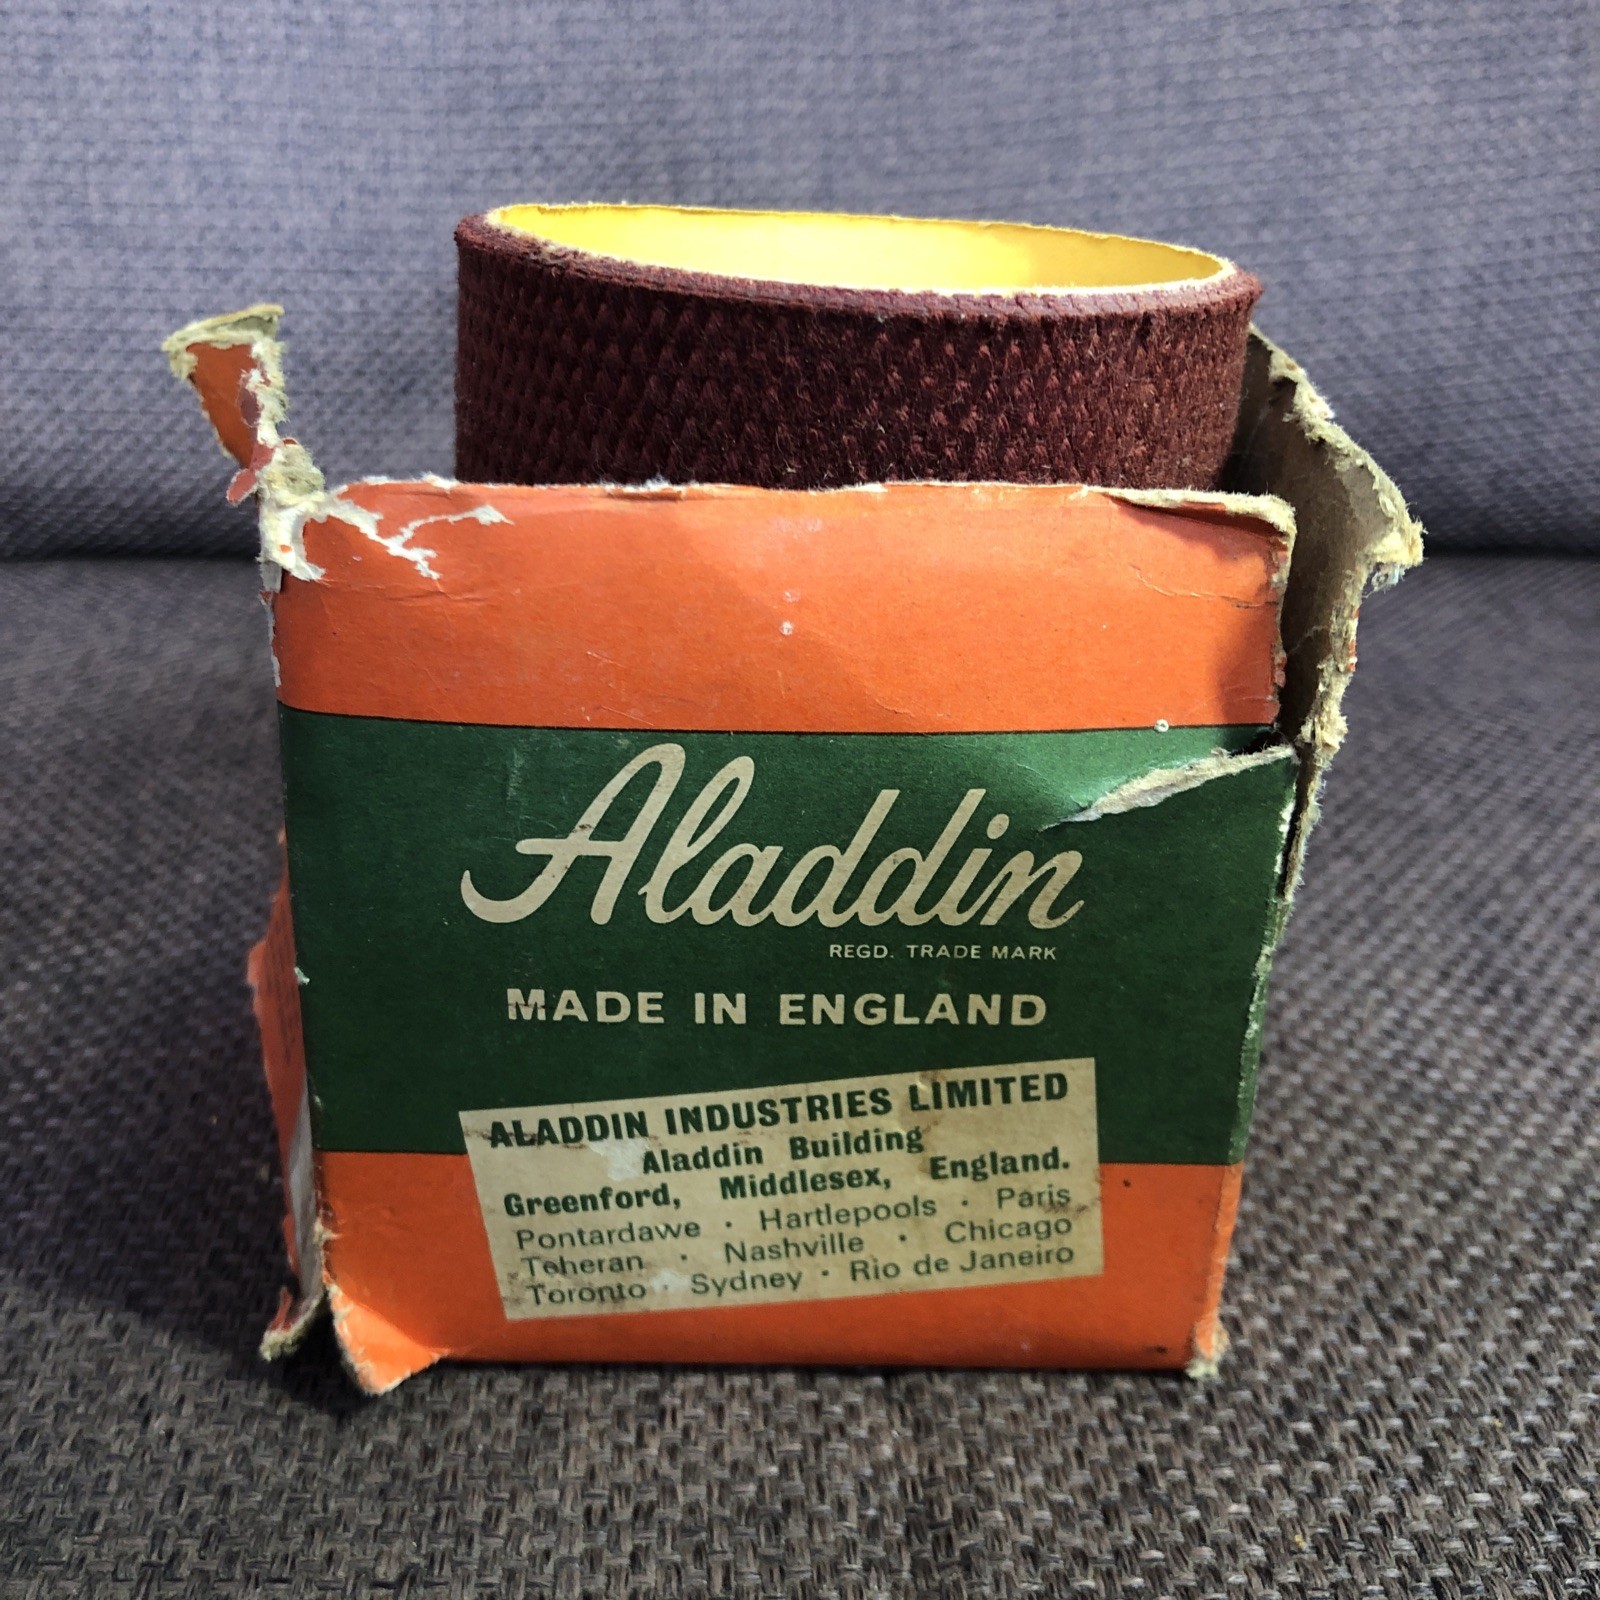 Aladdin
REGD. TRADE MARK
MADE IN ENGLAND
ALADDIN INDUSTRIES LIMITED
Aladdin Building
Greenford, Middlesex, England.
Pontardawe · Hartlepools · Paris
Teheran · Nashville · Chicago
Toronto · Sydney · Rio de Janeiro